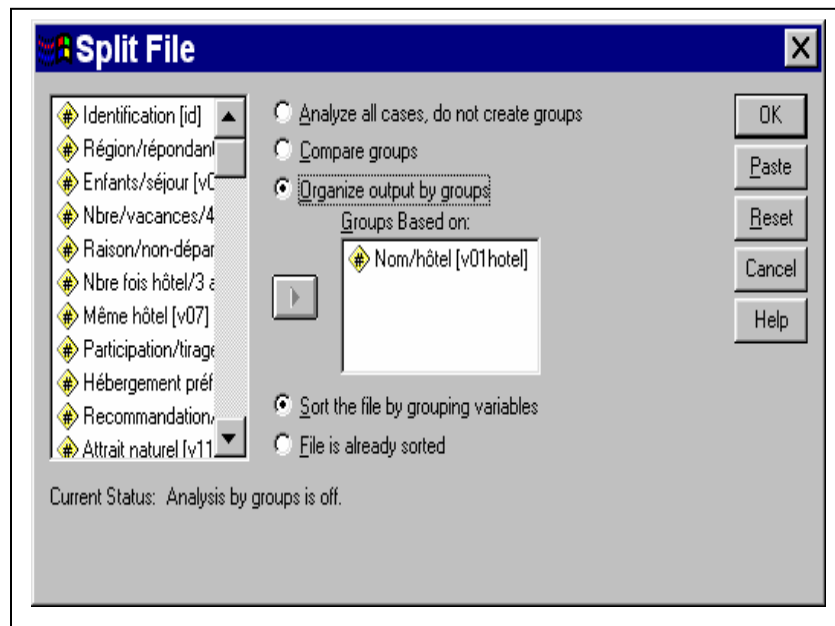 Split File
Identification [id]
Région/répondant
Enfants/séjour [v0
Nbre/vacances/4
Raison/non-dépar
Nbre fois hôtel/3 a
Même hôtel [v07]
Participation/tirage
Hébergement préf
Recommandation/
Attrait naturel [v11
Analyze all cases, do not create groups
Compare groups
Organize output by groups
Groups Based on:
Nom/hôtel [v01hotel]
Sort the file by grouping variables
File is already sorted
OK
Paste
Reset
Cancel
Help
Current Status: Analysis by groups is off.